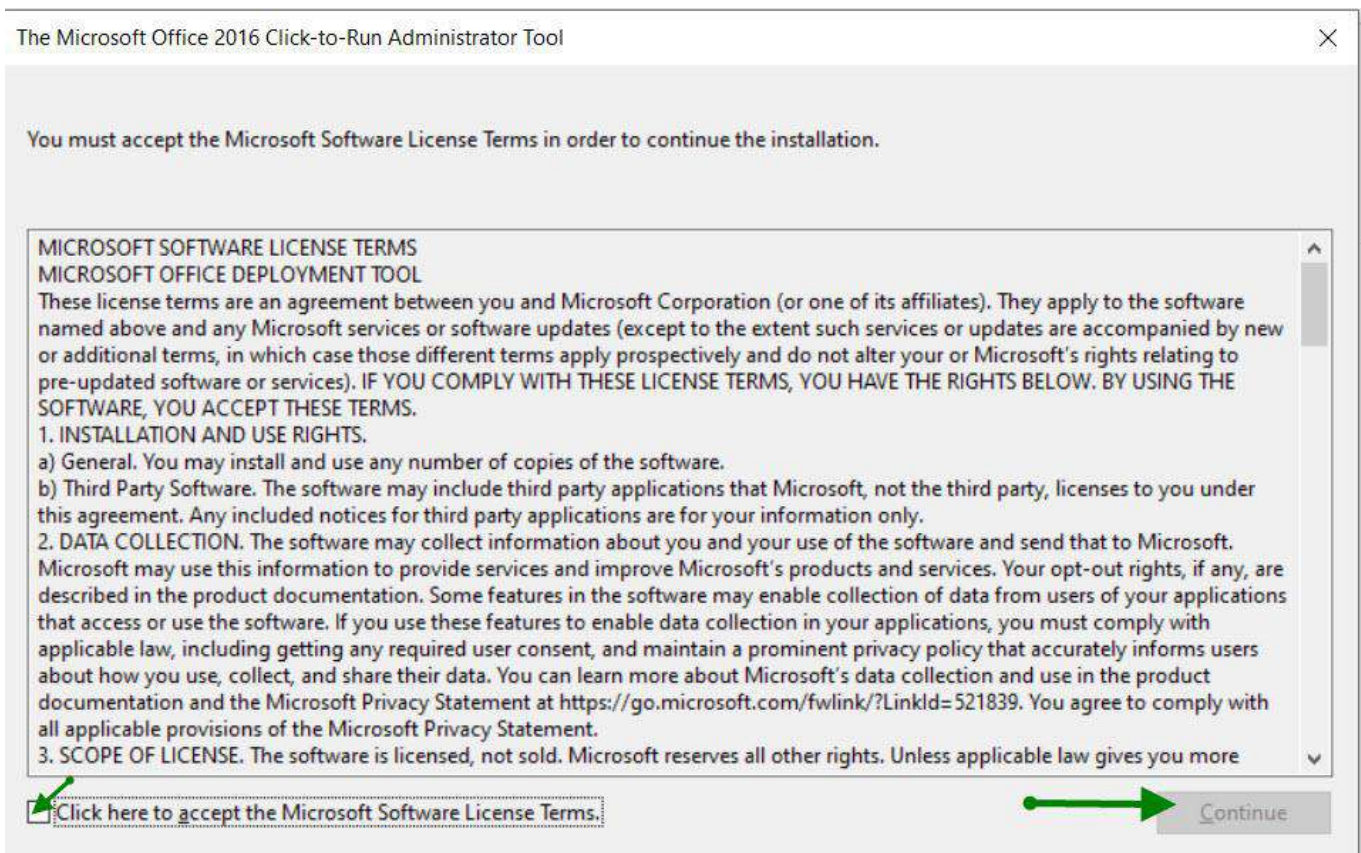 The Microsoft Office 2016 Click-to-Run Administrator Tool
You must accept the Microsoft Software License Terms in order to continue the installation.
MICROSOFT SOFTWARE LICENSE TERMS
MICROSOFT OFFICE DEPLOYMENT TOOL
These license terms are an agreement between you and Microsoft Corporation (or one of its affiliates). They apply to the software
named above and any Microsoft services or software updates (except to the extent such services or updates are accompanied by new
or additional terms, in which case those different terms apply prospectively and do not alter your or Microsoft's rights relating to
pre-updated software or services). IF YOU COMPLY WITH THESE LICENSE TERMS, YOU HAVE THE RIGHTS BELOW. BY USING THE
SOFTWARE, YOU ACCEPT THESE TERMS.
1. INSTALLATION AND USE RIGHTS.
a) General. You may install and use any number of copies of the software.
b) Third Party Software. The software may include third party applications that Microsoft, not the third party, licenses to you under
this agreement. Any included notices for third party applications are for your information only.
2. DATA COLLECTION. The software may collect information about you and your use of the software and send that to Microsoft.
Microsoft may use this information to provide services and improve Microsoft's products and services. Your opt-out rights, if any, are
described in the product documentation. Some features in the software may enable collection of data from users of your applications
that access or use the software. If you use these features to enable data collection in your applications, you must comply with
applicable law, including getting any required user consent, and maintain a prominent privacy policy that accurately informs users
about how you use, collect, and share their data. You can learn more about Microsoft's data collection and use in the product
documentation and the Microsoft Privacy Statement at https://go.microsoft.com/fwlink/?LinkId=521839. You agree to comply with
all applicable provisions of the Microsoft Privacy Statement.
3. SCOPE OF LICENSE. The software is licensed, not sold. Microsoft reserves all other rights. Unless applicable law gives you more
Click here to accept the Microsoft Software License Terms.
Continue